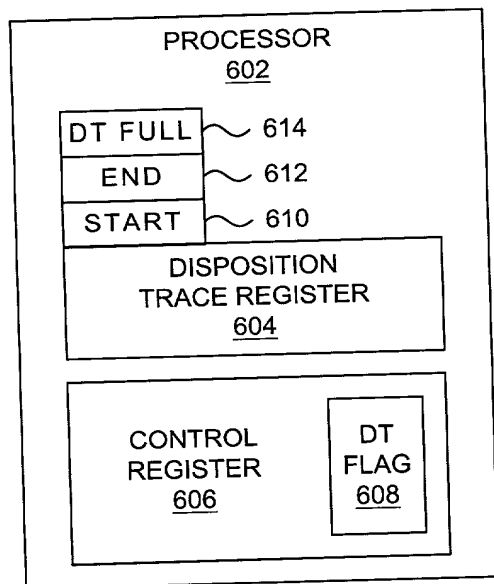 PROCESSOR
602
DT FULL 614
END 612
START 610
DISPOSITION
TRACE REGISTER
604
CONTROL
REGISTER
606
DT
FLAG
608